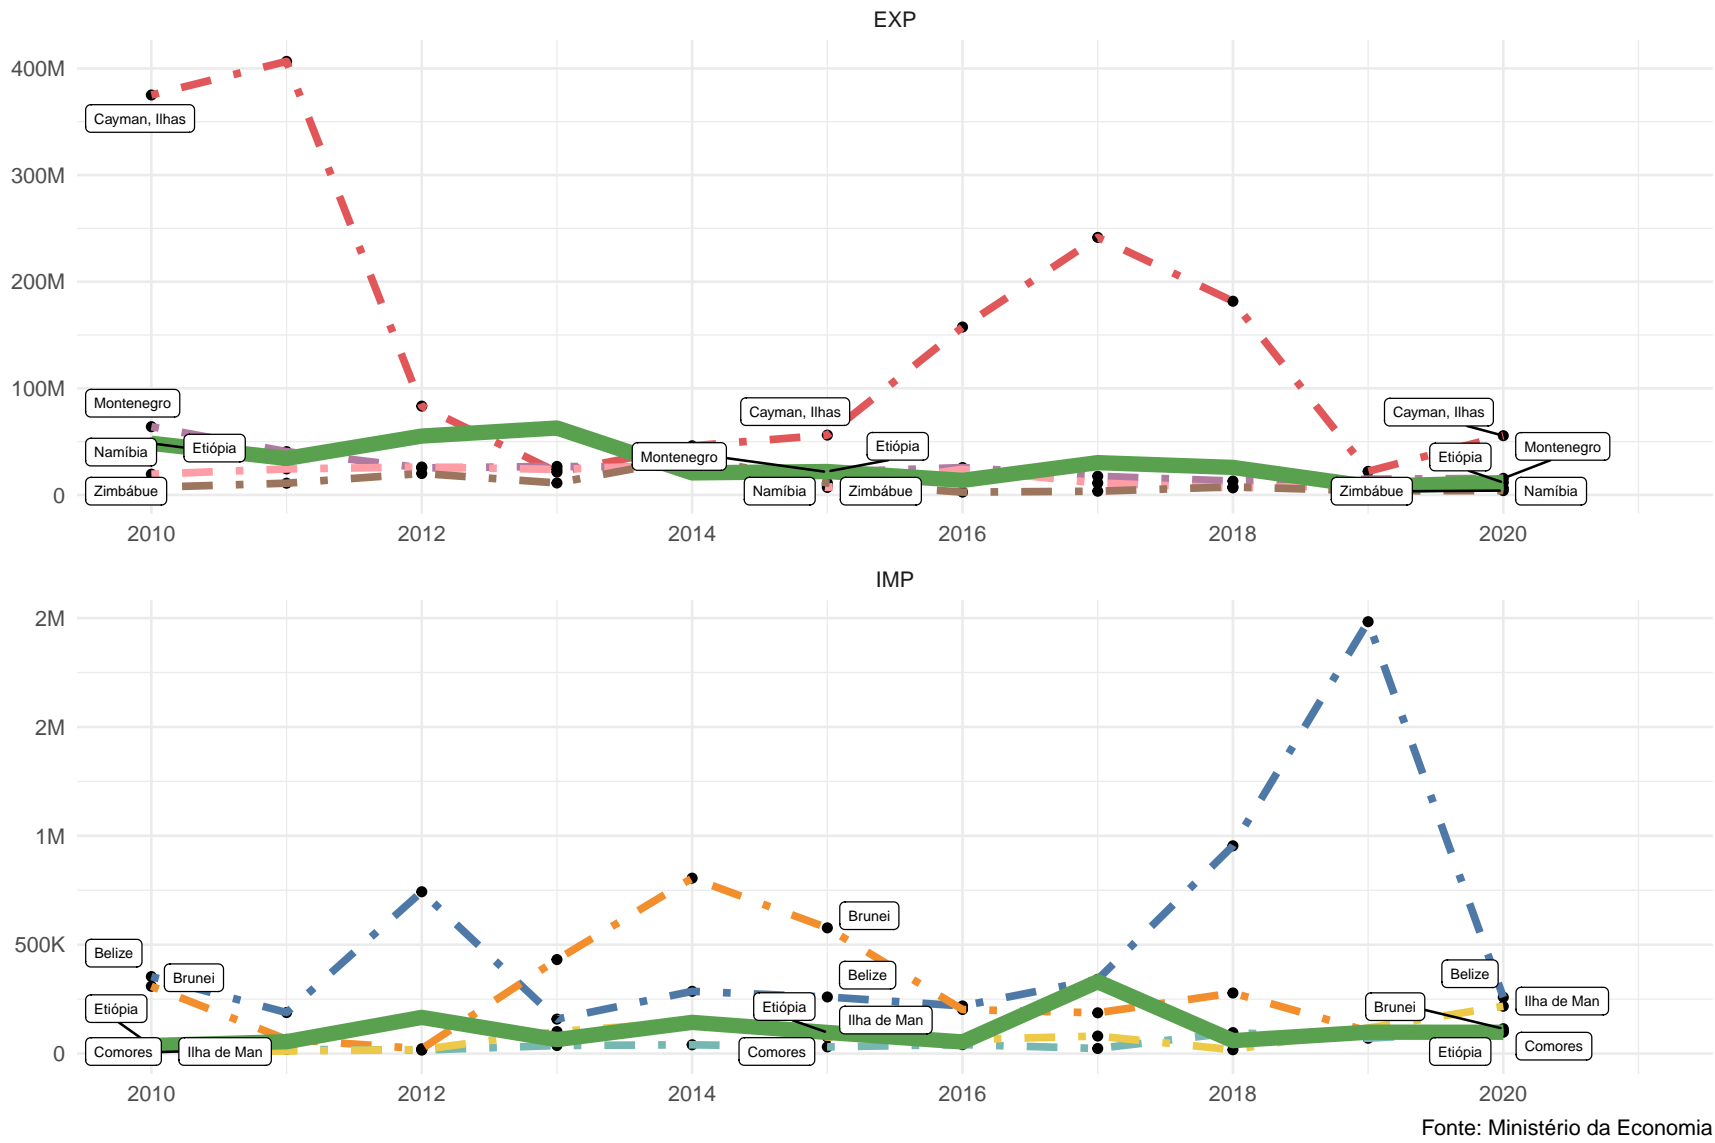 EXP
400M
300M
200M
100M
0
Cayman, Ilhas
Montenegro
Namíbia
Etiópia
Zimbábue
Cayman, Ilhas
Etiópia
Montenegro
Namíbia
Zimbábue
Cayman, Ilhas
Montenegro
Etiópia
Zimbábue
Namíbia
2010 2012 2014 2016 2018 2020
IMP
2M
2M
1M
500K
0
Belize
Brunei
Etiópia
Comores
Ilha de Man
Brunei
Belize
Etiópia
Ilha de Man
Comores
Belize
Brunei
Ilha de Man
Etiópia
Comores
2010 2012 2014 2016 2018 2020
Fonte: Ministério da Economia